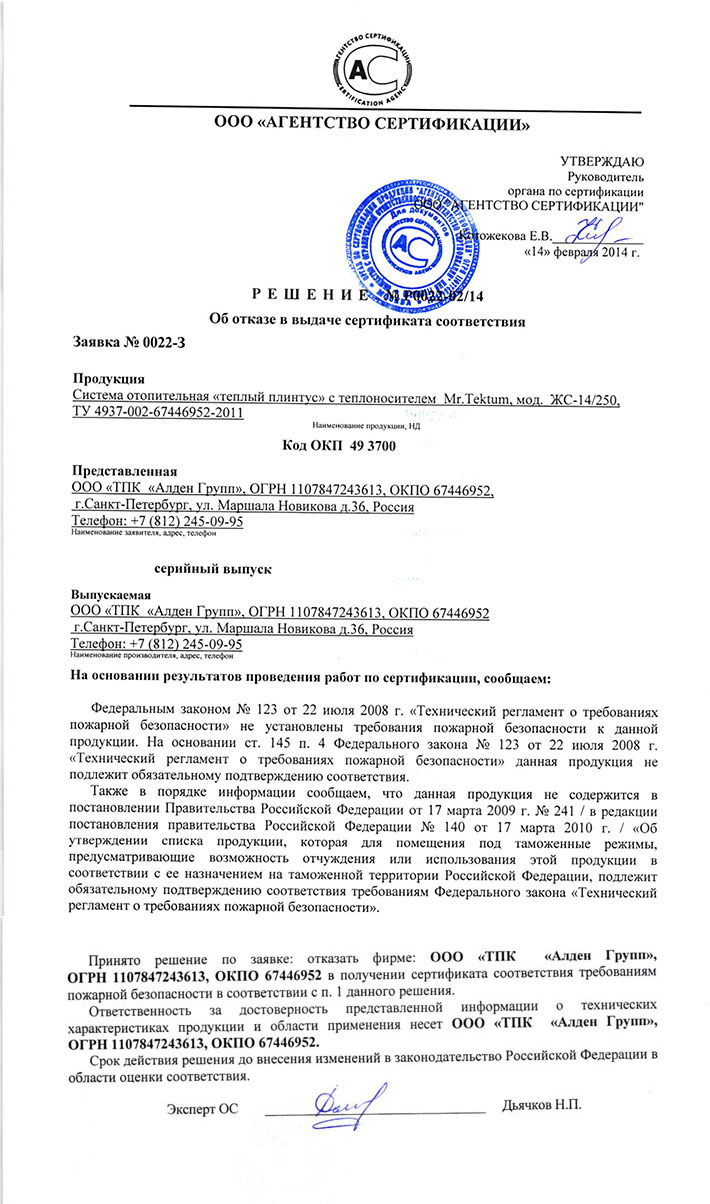 АГЕНТСТВО СЕРТИФИКАЦИИ
АС
CERTIFICATION AGENCY
ООО «АГЕНТСТВО СЕРТИФИКАЦИИ»
УТВЕРЖДАЮ
Руководитель
органа по сертификации
ООО "АГЕНТСТВО СЕРТИФИКАЦИИ"
Котожекова Е.В.
«14» февраля 2014 г.
Для документов
АС
Р Е Ш Е Н И Е № Р0022-02/14
Об отказе в выдаче сертификата соответствия
Заявка № 0022-З
Продукция
Система отопительная «теплый плинтус» с теплоносителем Mr.Tektum, мод. ЖС-14/250,
ТУ 4937-002-67446952-2011
Наименование продукции, НД
Код ОКП 49 3700
Представленная
ООО «ТПК «Алден Групп», ОГРН 1107847243613, ОКПО 67446952,
г.Санкт-Петербург, ул. Маршала Новикова д.36, Россия
Телефон: +7 (812) 245-09-95
Наименование заявителя, адрес, телефон
серийный выпуск
Выпускаемая
ООО «ТПК «Алден Групп», ОГРН 1107847243613, ОКПО 67446952
г.Санкт-Петербург, ул. Маршала Новикова д.36, Россия
Телефон: +7 (812) 245-09-95
Наименование производителя, адрес, телефон
На основании результатов проведения работ по сертификации, сообщаем:
Федеральным законом № 123 от 22 июля 2008 г. «Технический регламент о требованиях
пожарной безопасности» не установлены требования пожарной безопасности к данной
продукции. На основании ст. 145 п. 4 Федерального закона № 123 от 22 июля 2008 г.
«Технический регламент о требованиях пожарной безопасности» данная продукция не
подлежит обязательному подтверждению соответствия.
Также в порядке информации сообщаем, что данная продукция не содержится в
постановлении Правительства Российской Федерации от 17 марта 2009 г. № 241 / в редакции
постановления правительства Российской Федерации № 140 от 17 марта 2010 г. / «Об
утверждении списка продукции, которая для помещения под таможенные режимы,
предусматривающие возможность отчуждения или использования этой продукции в
соответствии с ее назначением на таможенной территории Российской Федерации, подлежит
обязательному подтверждению соответствия требованиям Федерального закона «Технический
регламент о требованиях пожарной безопасности».
Принято решение по заявке: отказать фирме: ООО «ТПК «Алден Групп»,
ОГРН 1107847243613, ОКПО 67446952 в получении сертификата соответствия требованиям
пожарной безопасности в соответствии с п. 1 данного решения.
Ответственность за достоверность представленной информации о технических
характеристиках продукции и области применения несет ООО «ТПК «Алден Групп»,
ОГРН 1107847243613, ОКПО 67446952.
Срок действия решения до внесения изменений в законодательство Российской Федерации в
области оценки соответствия.
Эксперт ОС
Дьячков Н.П.